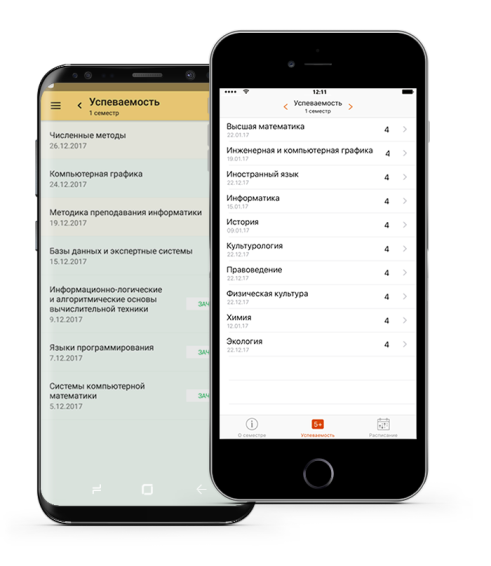 Успеваемость
1 семестр
Численные методы
26.12.2017
Компьютерная графика
24.12.2017
Методика преподавания информатики
19.12.2017
Базы данных и экспертные системы
15.12.2017
Информационно-логические
и алгоритмические основы
вычислительной техники
9.12.2017
ЗАЧ
Языки программирования
7.12.2017
ЗАЧ
Системы компьютерной
математики
5.12.2017
ЗАЧ
12:11
Успеваемость
1 семестр
Высшая математика 4
22.01.17
Инженерная и компьютерная графика 4
19.01.17
Иностранный язык 4
22.12.17
Информатика 4
15.01.17
История 4
09.01.17
Культурология 4
22.12.17
Правоведение 4
22.12.17
Физическая культура 4
22.12.17
Химия 4
12.01.17
Экология 4
22.12.17
5+
О семестре Успеваемость Расписание